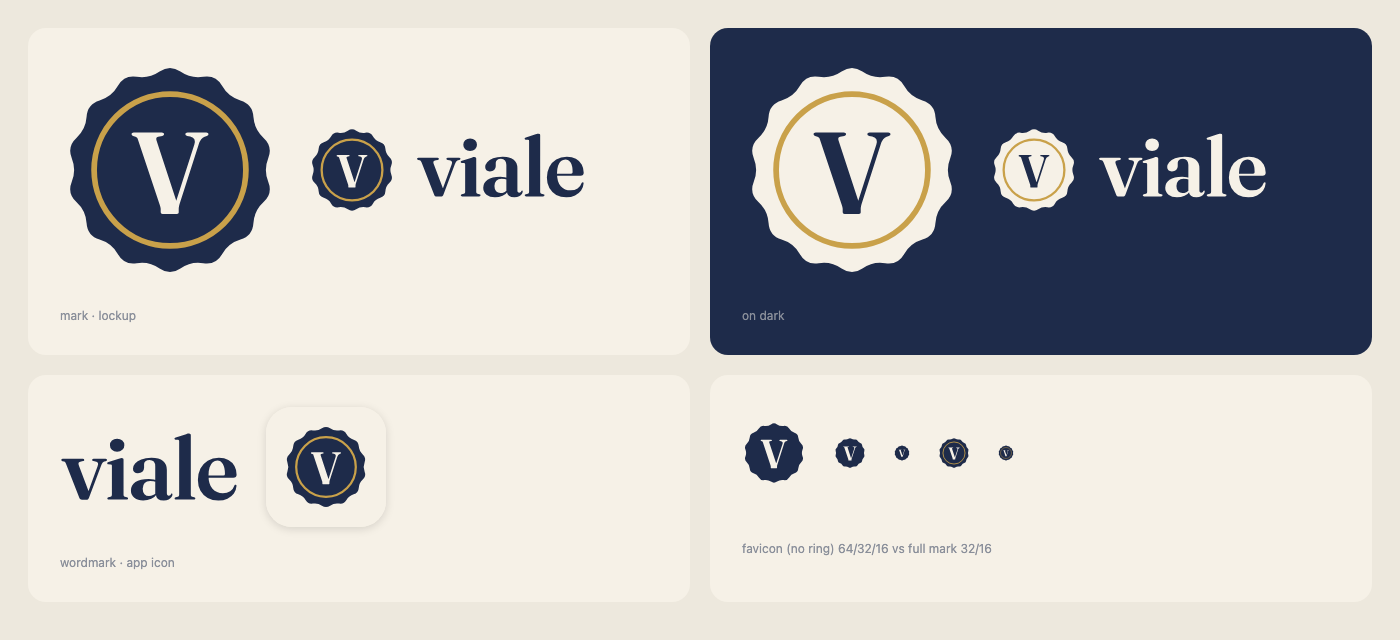 V
V viale
mark · lockup
V
V viale
on dark
viale
V
wordmark · app icon
V V V V V
favicon (no ring) 64/32/16 vs full mark 32/16